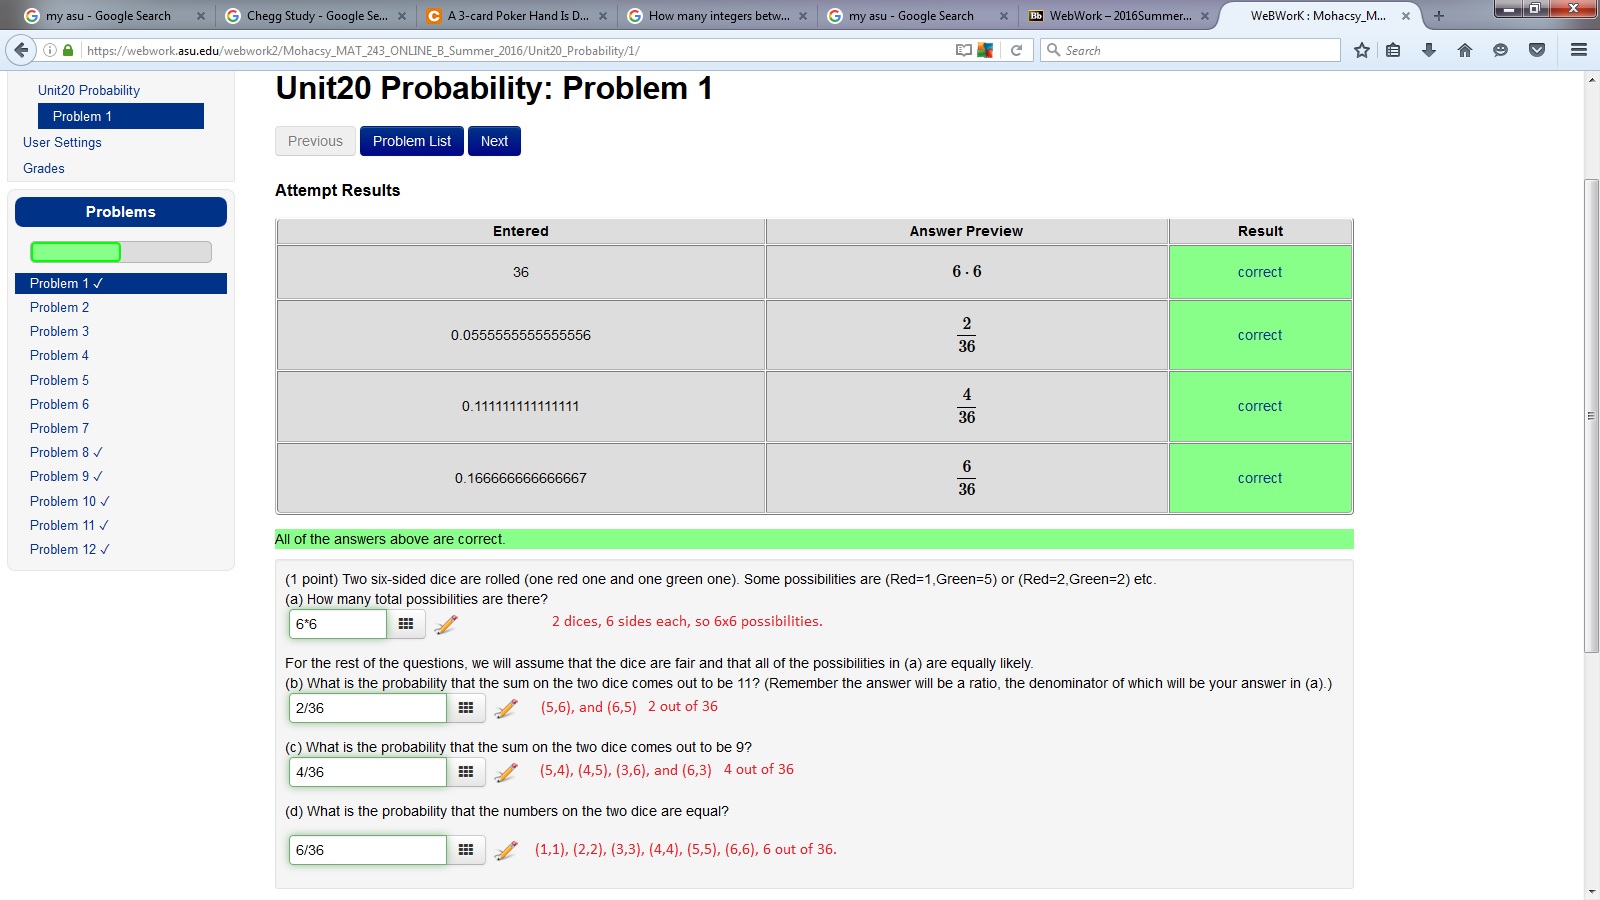 my asu - Google Search
Chegg Study - Google Se...
A 3-card Poker Hand Is D...
How many integers betw...
my asu - Google Search
WebWork – 2016Summer...
WeBWorK : Mohacsy_M...
https://webwork.asu.edu/webwork2/Mohacsy_MAT_243_ONLINE_B_Summer_2016/Unit20_Probability/1/
Search
Unit20 Probability
Problem 1
User Settings
Grades
Problems
Problem 1 ✓
Problem 2
Problem 3
Problem 4
Problem 5
Problem 6
Problem 7
Problem 8 ✓
Problem 9 ✓
Problem 10 ✓
Problem 11 ✓
Problem 12 ✓
Unit20 Probability: Problem 1
Previous Problem List Next
Attempt Results
Entered Answer Preview Result
36 6 · 6 correct
0.0555555555555556 2/36 correct
0.111111111111111 4/36 correct
0.166666666666667 6/36 correct
All of the answers above are correct.
(1 point) Two six-sided dice are rolled (one red one and one green one). Some possibilities are (Red=1,Green=5) or (Red=2,Green=2) etc.
(a) How many total possibilities are there?
6*6 2 dices, 6 sides each, so 6x6 possibilities.
For the rest of the questions, we will assume that the dice are fair and that all of the possibilities in (a) are equally likely.
(b) What is the probability that the sum on the two dice comes out to be 11? (Remember the answer will be a ratio, the denominator of which will be your answer in (a).)
2/36 (5,6), and (6,5) 2 out of 36
(c) What is the probability that the sum on the two dice comes out to be 9?
4/36 (5,4), (4,5), (3,6), and (6,3) 4 out of 36
(d) What is the probability that the numbers on the two dice are equal?
6/36 (1,1), (2,2), (3,3), (4,4), (5,5), (6,6), 6 out of 36.